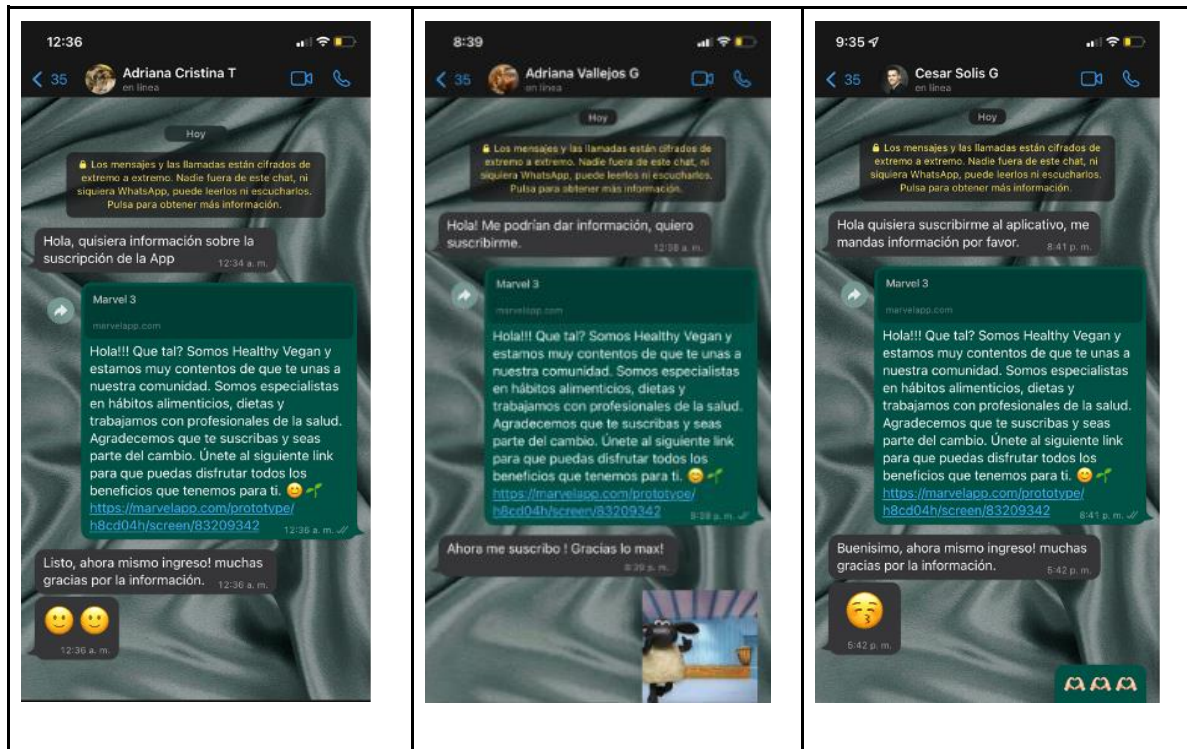 12:36
35
Adriana Cristina T
en línea
Hoy
Los mensajes y las llamadas están cifrados de
extremo a extremo. Nadie fuera de este chat, ni
siquiera WhatsApp, puede leerlos ni escucharlos.
Pulsa para obtener más información.
Hola, quisiera información sobre la
suscripción de la App
12:34 a. m.
Marvel 3
marvelapp.com
Hola!!! Que tal? Somos Healthy Vegan y
estamos muy contentos de que te unas a
nuestra comunidad. Somos especialistas
en hábitos alimenticios, dietas y
trabajamos con profesionales de la salud.
Agradecemos que te suscribas y seas
parte del cambio. Únete al siguiente link
para que puedas disfrutar todos los
beneficios que tenemos para ti. 😊🌱
https://marvelapp.com/prototype/
h8cd04h/screen/83209342
12:36 a. m.
Listo, ahora mismo ingreso! muchas
gracias por la información.
12:36 a. m.
🙂🙂
12:36 a. m.
8:39
35
Adriana Vallejos G
en línea
Hoy
Los mensajes y las llamadas están cifrados de
extremo a extremo. Nadie fuera de este chat, ni
siquiera WhatsApp, puede leerlos ni escucharlos.
Pulsa para obtener más información.
Hola! Me podrían dar información, quiero
suscribirme.
12:38 a. m.
Marvel 3
marvelapp.com
Hola!!! Que tal? Somos Healthy Vegan y
estamos muy contentos de que te unas a
nuestra comunidad. Somos especialistas
en hábitos alimenticios, dietas y
trabajamos con profesionales de la salud.
Agradecemos que te suscribas y seas
parte del cambio. Únete al siguiente link
para que puedas disfrutar todos los
beneficios que tenemos para ti. 😊🌱
https://marvelapp.com/prototype/
h8cd04h/screen/83209342
8:39 p. m.
Ahora me suscribo ! Gracias lo max!
8:39 p. m.
9:35
35
Cesar Solis G
en línea
Hoy
Los mensajes y las llamadas están cifrados de
extremo a extremo. Nadie fuera de este chat, ni
siquiera WhatsApp, puede leerlos ni escucharlos.
Pulsa para obtener más información.
Hola quisiera suscribirme al aplicativo, me
mandas información por favor.
8:41 p. m.
Marvel 3
marvelapp.com
Hola!!! Que tal? Somos Healthy Vegan y
estamos muy contentos de que te unas a
nuestra comunidad. Somos especialistas
en hábitos alimenticios, dietas y
trabajamos con profesionales de la salud.
Agradecemos que te suscribas y seas
parte del cambio. Únete al siguiente link
para que puedas disfrutar todos los
beneficios que tenemos para ti. 😊🌱
https://marvelapp.com/prototype/
h8cd04h/screen/83209342
8:41 p. m.
Buenisimo, ahora mismo ingreso! muchas
gracias por la información.
5:42 p. m.
😚
5:42 p. m.
🫶🏻🫶🏻🫶🏻